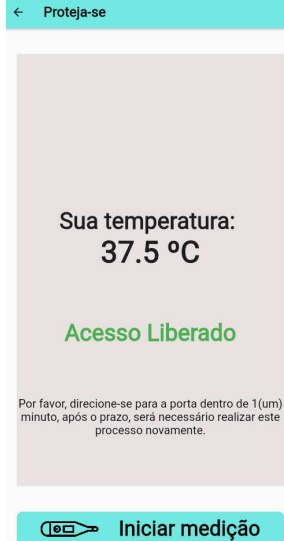 Proteja-se
Sua temperatura:
37.5 ºC
Acesso Liberado
Por favor, direcione-se para a porta dentro de 1(um)
minuto, após o prazo, será necessário realizar este
processo novamente.
Iniciar medição